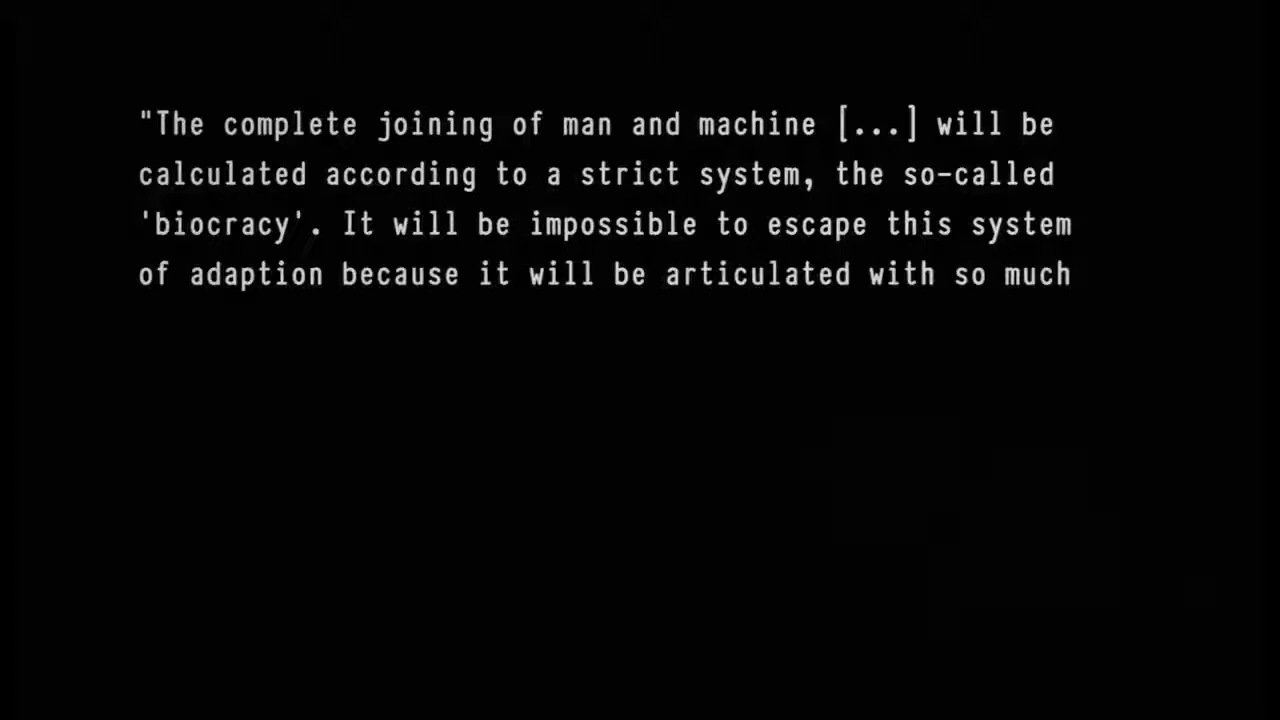 "The complete joining of man and machine [...] will be
calculated according to a strict system, the so-called
'biocracy'. It will be impossible to escape this system
of adaption because it will be articulated with so much